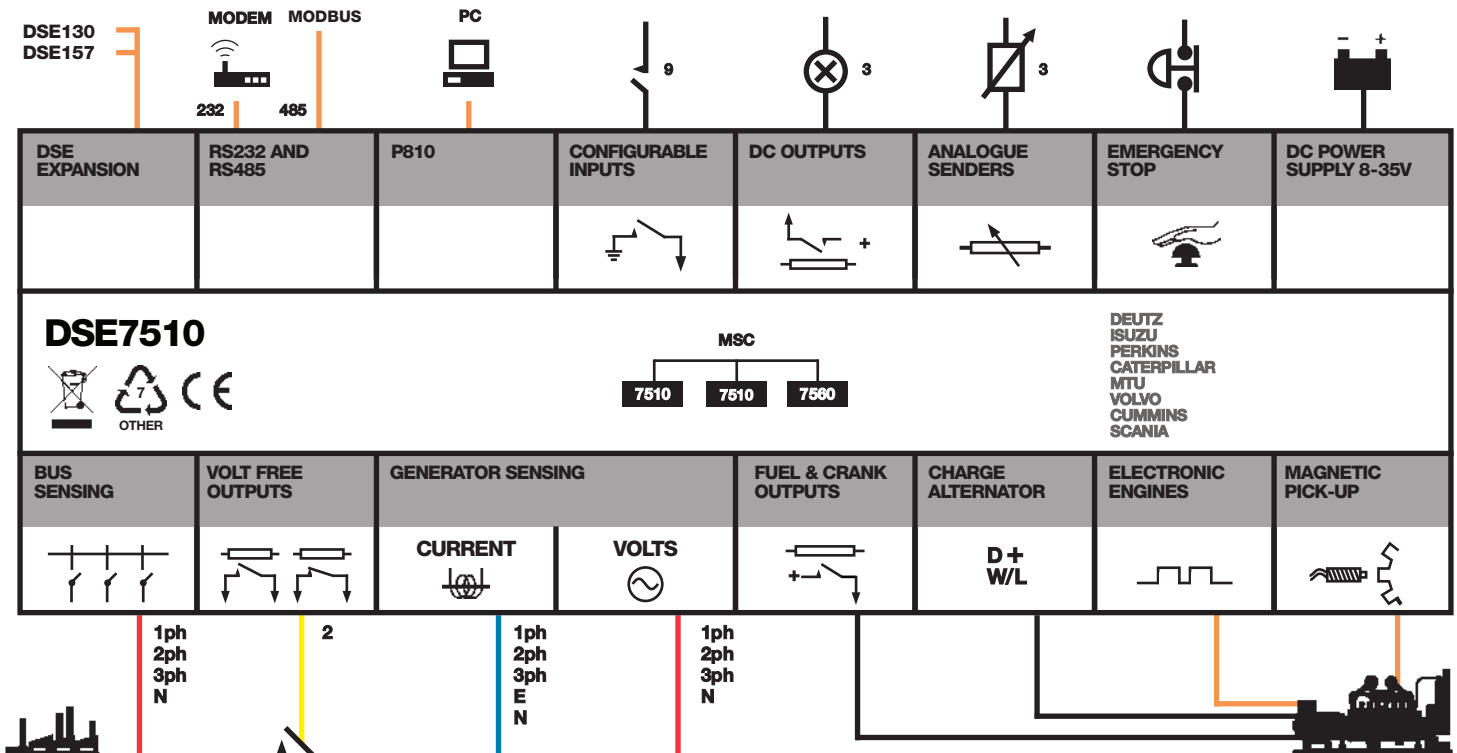 DSE130
DSE157
MODEM
MODBUS
PC
232
485
9
3
3
– +
DSE
EXPANSION
RS232 AND
RS485
P810
CONFIGURABLE
INPUTS
DC OUTPUTS
ANALOGUE
SENDERS
EMERGENCY
STOP
DC POWER
SUPPLY 8-35V
+
DSE7510
7
OTHER
CE
MSC
7510
7510
7560
DEUTZ
ISUZU
PERKINS
CATERPILLAR
MTU
VOLVO
CUMMINS
SCANIA
BUS
SENSING
VOLT FREE
OUTPUTS
GENERATOR SENSING
FUEL & CRANK
OUTPUTS
CHARGE
ALTERNATOR
ELECTRONIC
ENGINES
MAGNETIC
PICK-UP
CURRENT
VOLTS
+
D+
W/L
1ph
2ph
3ph
N
2
1ph
2ph
3ph
E
N
1ph
2ph
3ph
N